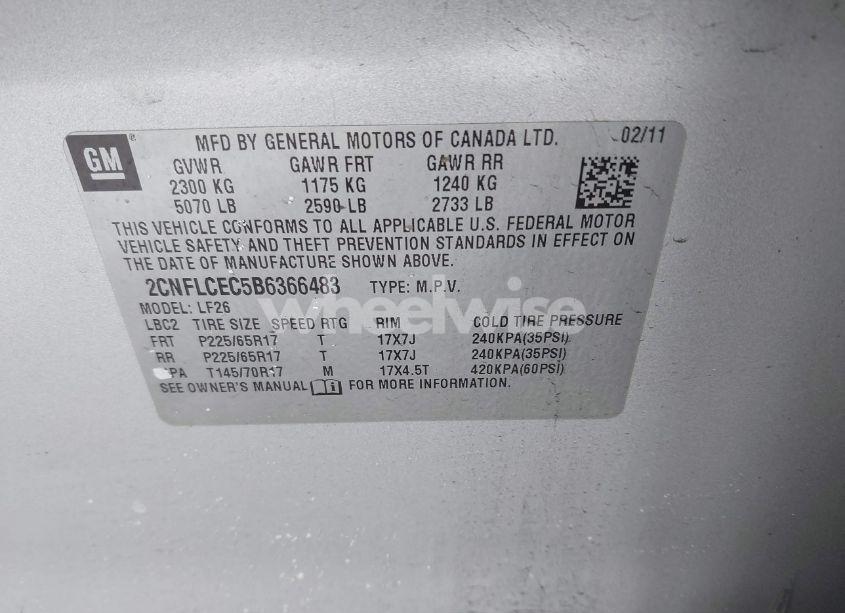 GM
MFD BY GENERAL MOTORS OF CANADA LTD. 02/11
GVWR GAWR FRT GAWR RR
2300 KG 1175 KG 1240 KG
5070 LB 2590 LB 2733 LB
THIS VEHICLE CONFORMS TO ALL APPLICABLE U.S. FEDERAL MOTOR
VEHICLE SAFETY AND THEFT PREVENTION STANDARDS IN EFFECT ON
THE DATE OF MANUFACTURE SHOWN ABOVE.
2CNFLCEC5B6366483 TYPE: M.P.V.
wheelwise
MODEL: LF26
LBC2 TIRE SIZE SPEED RTG RIM COLD TIRE PRESSURE
FRT P225/65R17 T 17X7J 240KPA(35PSI)
RR P225/65R17 T 17X7J 240KPA(35PSI)
PA T145/70R17 M 17X4.5T 420KPA(60PSI)
SEE OWNER'S MANUAL FOR MORE INFORMATION.